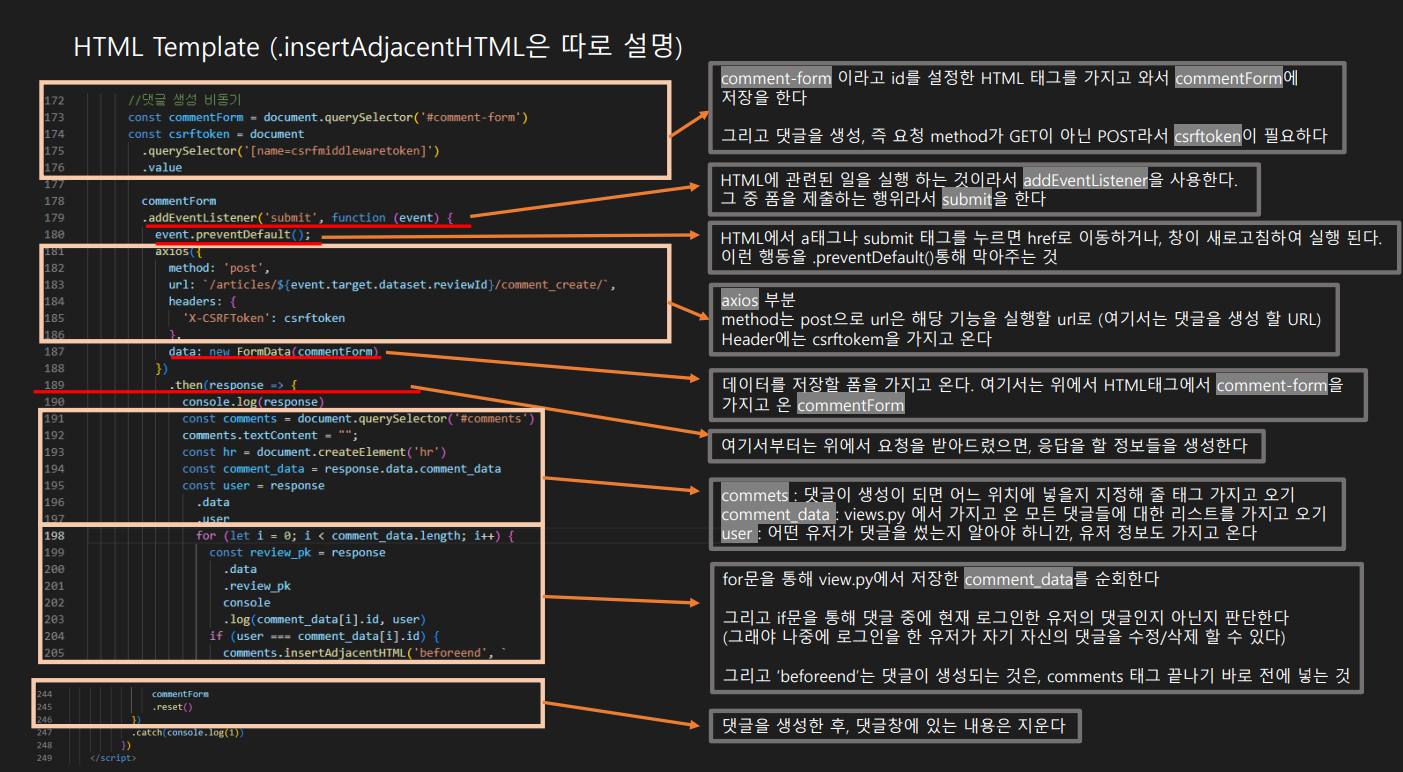 HTML Template (.insertAdjacentHTML은 따로 설명)
172 //댓글 생성 비동기
173 const commentForm = document.querySelector('#comment-form')
174 const csrftoken = document
175 .querySelector('[name=csrfmiddlewaretoken]')
176 .value
177
178 commentForm
179 .addEventListener('submit', function (event) {
180 event.preventDefault();
181 axios({
182 method: 'post',
183 url: `/articles/${event.target.dataset.reviewId}/comment_create/`,
184 headers: {
185 'X-CSRFToken': csrftoken
186 },
187 data: new FormData(commentForm)
188 })
189 .then(response => {
190 console.log(response)
191 const comments = document.querySelector('#comments')
192 comments.textContent = "";
193 const hr = document.createElement('hr')
194 const comment_data = response.data.comment_data
195 const user = response
196 .data
197 .user
198 for (let i = 0; i < comment_data.length; i++) {
199 const review_pk = response
200 .data
201 .review_pk
202 console
203 .log(comment_data[i].id, user)
204 if (user === comment_data[i].id) {
205 comments.insertAdjacentHTML('beforeend', `
244 commentForm
245 .reset()
246 })
247 .catch(console.log(1))
248 })
249 </script>
comment-form 이라고 id를 설정한 HTML 태그를 가지고 와서 commentForm에
저장을 한다
그리고 댓글을 생성, 즉 요청 method가 GET이 아닌 POST라서 csrftoken이 필요하다
HTML에 관련된 일을 실행 하는 것이라서 addEventListener을 사용한다.
그 중 폼을 제출하는 행위라서 submit을 한다
HTML에서 a태그나 submit 태그를 누르면 href로 이동하거나, 창이 새로고침하여 실행 된다.
이런 행동을 .preventDefault()통해 막아주는 것
axios 부분
method는 post으로 url은 해당 기능을 실행할 url로 (여기서는 댓글을 생성 할 URL)
Header에는 csrftokem을 가지고 온다
데이터를 저장할 폼을 가지고 온다. 여기서는 위에서 HTML태그에서 comment-form을
가지고 온 commentForm
여기서부터는 위에서 요청을 받아드렸으면, 응답을 할 정보들을 생성한다
commets : 댓글이 생성이 되면 어느 위치에 넣을지 지정해 줄 태그 가지고 오기
comment_data : views.py 에서 가지고 온 모든 댓글들에 대한 리스트를 가지고 오기
user : 어떤 유저가 댓글을 썼는지 알아야 하니깐, 유저 정보도 가지고 온다
for문을 통해 view.py에서 저장한 comment_data를 순회한다
그리고 if문을 통해 댓글 중에 현재 로그인한 유저의 댓글인지 아닌지 판단한다
(그래야 나중에 로그인을 한 유저가 자기 자신의 댓글을 수정/삭제 할 수 있다)
그리고 'beforeend'는 댓글이 생성되는 것은, comments 태그 끝나기 바로 전에 넣는 것
댓글을 생성한 후, 댓글창에 있는 내용은 지운다